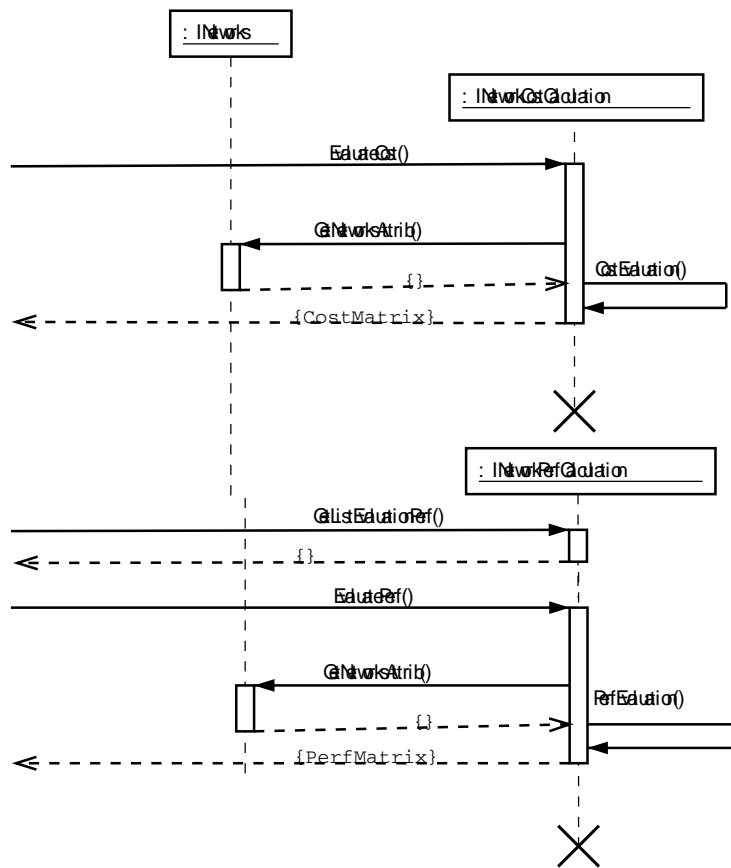 : INetworks
: INetworkCostCalculation
EvaluateCost()
GetNetworksAttrib()
{}
CostEvaluation()
{CostMatrix}
: INetworkPerfCalculation
GetListEvaluationPerf()
{}
EvaluatePerf()
GetNetworksAttrib()
{}
PerfEvaluation()
{PerfMatrix}